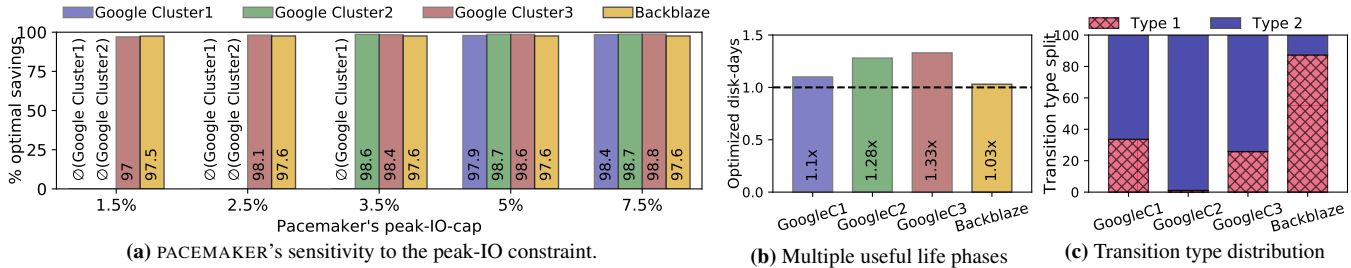 Google Cluster1 Google Cluster2 Google Cluster3 Backblaze
% optimal savings
100
75
50
25
0
∅(Google Cluster1)
∅(Google Cluster2)
97
97.5
∅(Google Cluster1)
∅(Google Cluster2)
98.1
97.6
∅(Google Cluster1)
98.6
98.4
97.6
97.9
98.7
98.6
97.6
98.4
98.7
98.8
97.6
1.5% 2.5% 3.5% 5% 7.5%
Pacemaker's peak-IO-cap
(a) PACEMAKER's sensitivity to the peak-IO constraint.
Optimized disk-days
1.5
1.0
0.5
0.0
1.1x
1.28x
1.33x
1.03x
GoogleC1 GoogleC2 GoogleC3 Backblaze
(b) Multiple useful life phases
Type 1 Type 2
Transition type split
100
80
60
40
20
0
GoogleC1 GoogleC2 GoogleC3 Backblaze
(c) Transition type distribution